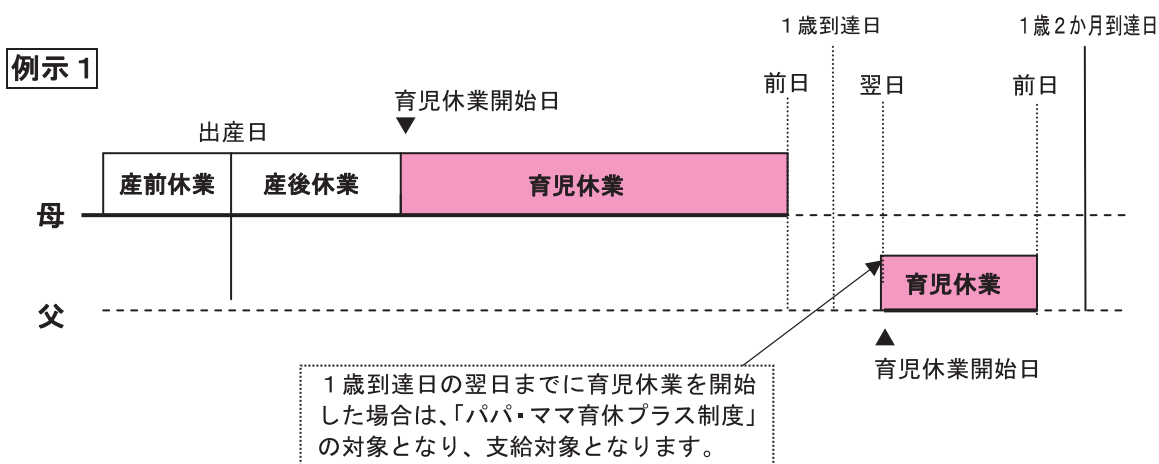 例示1
1歳到達日
1歳2か月到達日
前日
翌日
前日
育児休業開始日
▼
出産日
産前休業
産後休業
育児休業
母
育児休業
父
▲
育児休業開始日
1歳到達日の翌日までに育児休業を開始
した場合は、「パパ・ママ育休プラス制度」
の対象となり、支給対象となります。